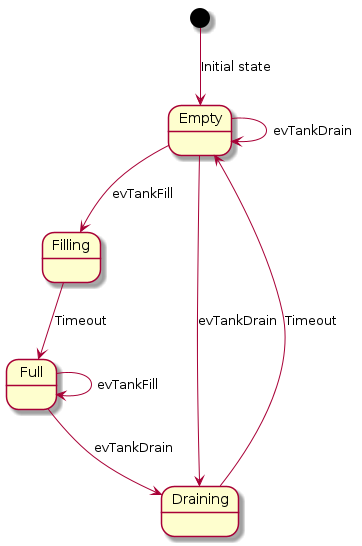 Initial state
Empty
evTankDrain
evTankFill
Filling
evTankDrain
Timeout
Timeout
Full
evTankFill
evTankDrain
Draining